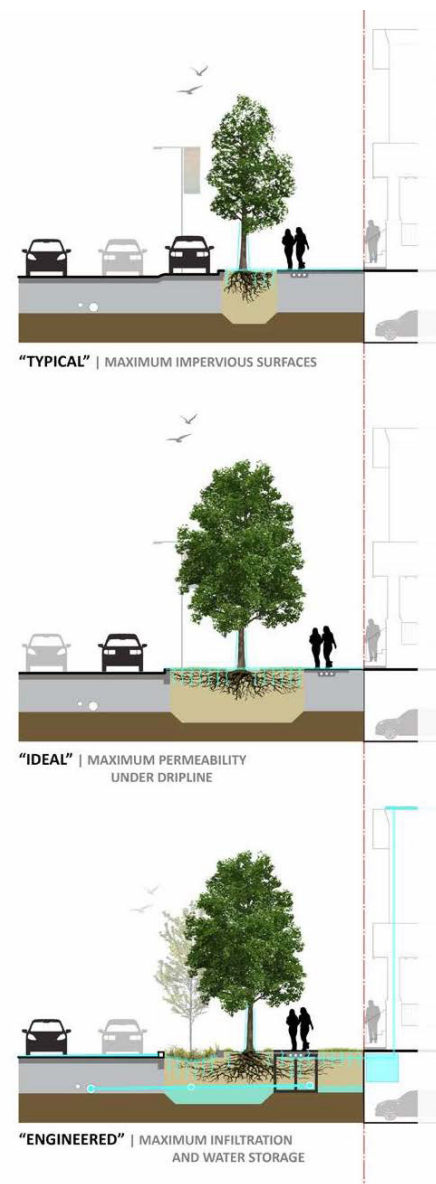 “TYPICAL” | MAXIMUM IMPERVIOUS SURFACES
“IDEAL” | MAXIMUM PERMEABILITY
UNDER DRIPLINE
“ENGINEERED” | MAXIMUM INFILTRATION
AND WATER STORAGE